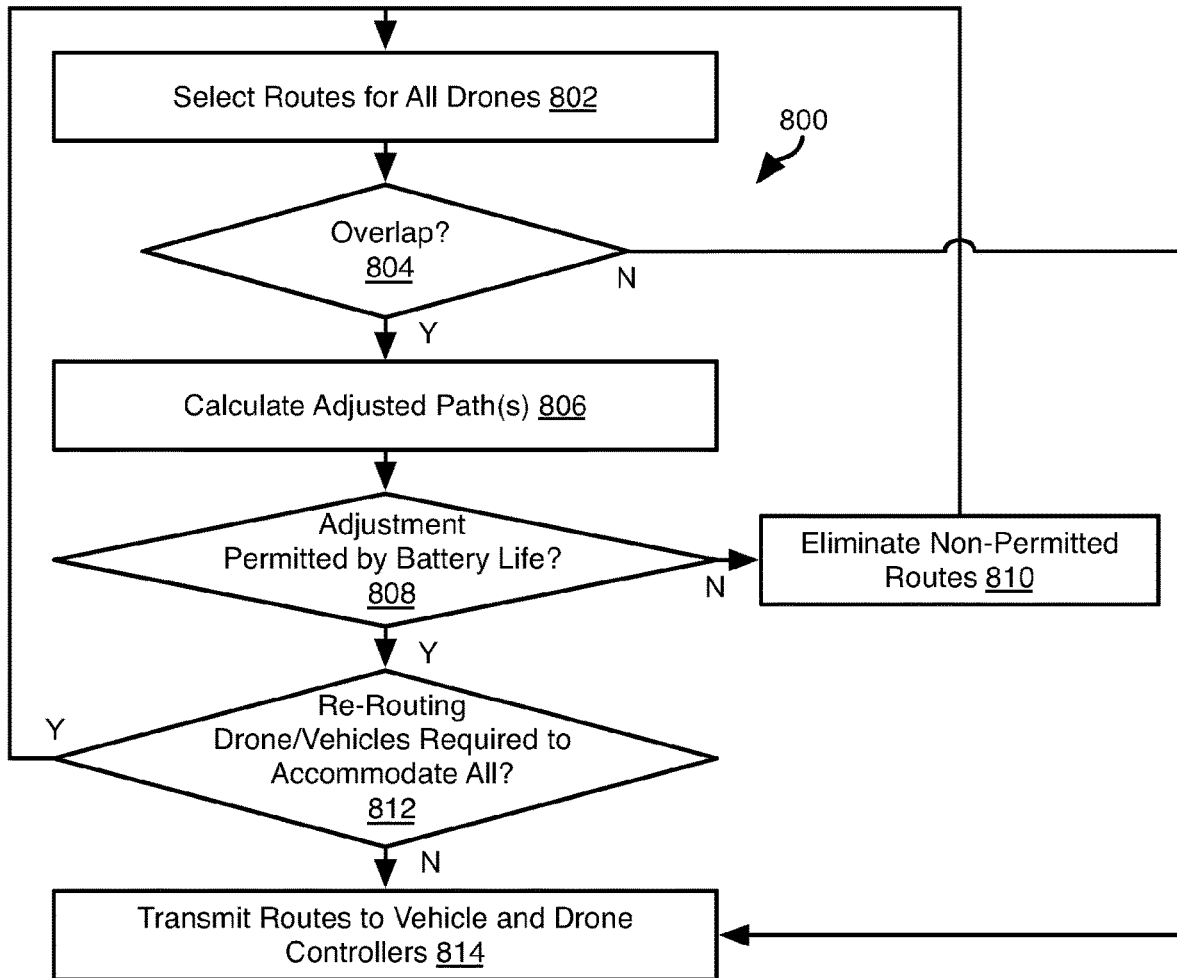 Select Routes for All Drones 802
800
Overlap?
804
N
Y
Calculate Adjusted Path(s) 806
Adjustment
Permitted by Battery Life?
808
N
Eliminate Non-Permitted
Routes 810
Y
Y
Re-Routing
Drone/Vehicles Required to
Accommodate All?
812
N
Transmit Routes to Vehicle and Drone
Controllers 814